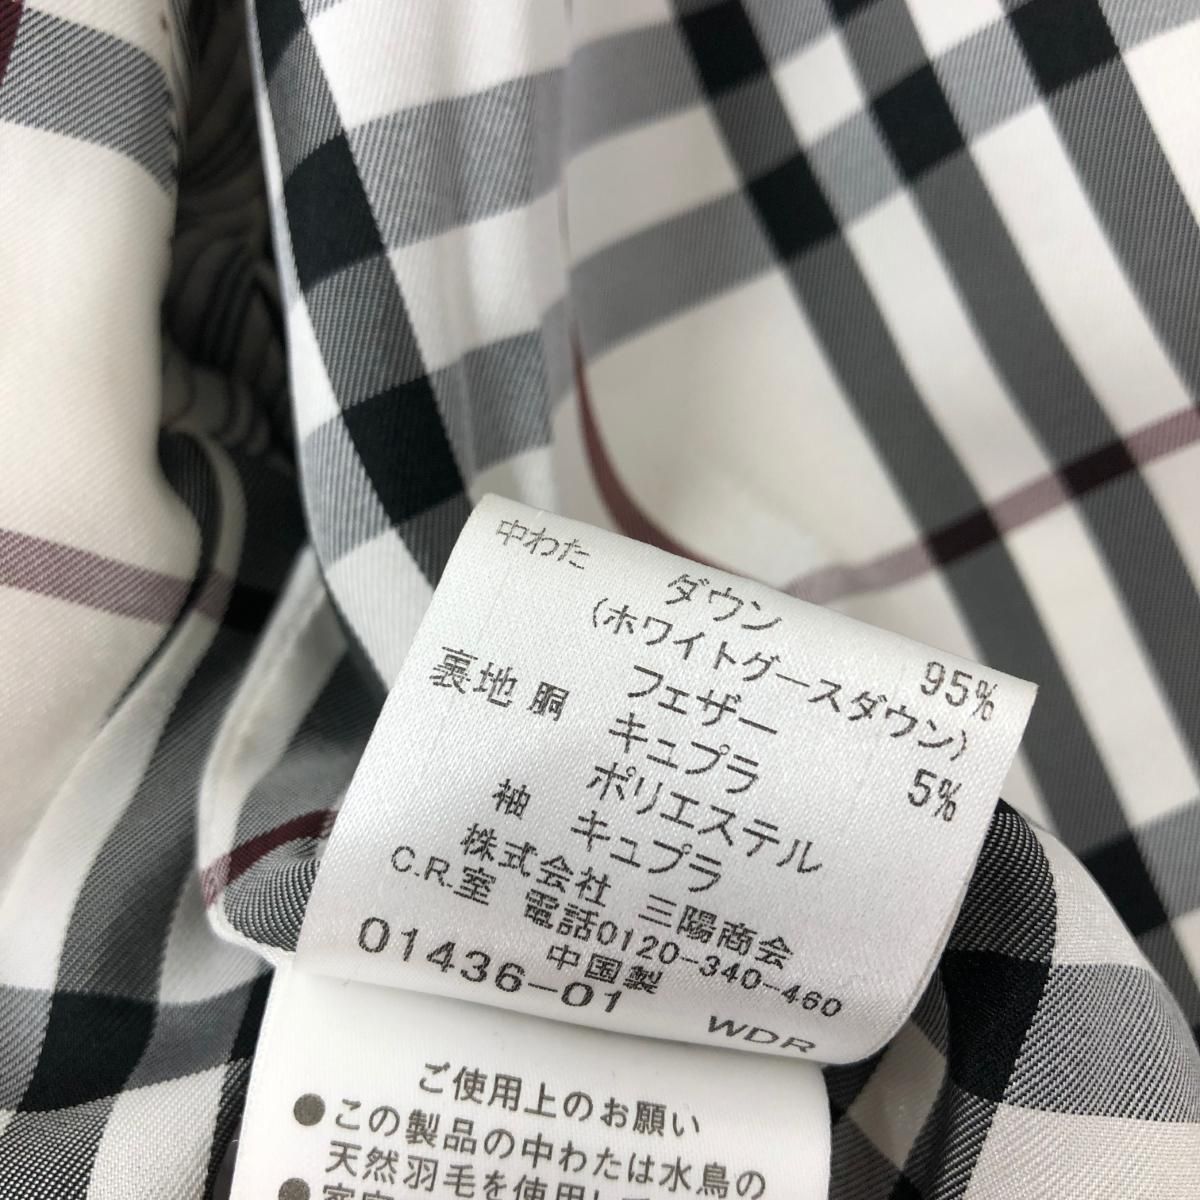 中わた
ダウン 95%
(ホワイトグースダウン)
フェザー 5%
裏地 胴 キュプラ
ポリエステル
袖 キュプラ
株式会社 三陽商会
C.R.室 電話0120-340-460
中国製
01436-01 WDR
ご使用上のお願い
●この製品の中わたは水鳥の
天然羽毛を使用し